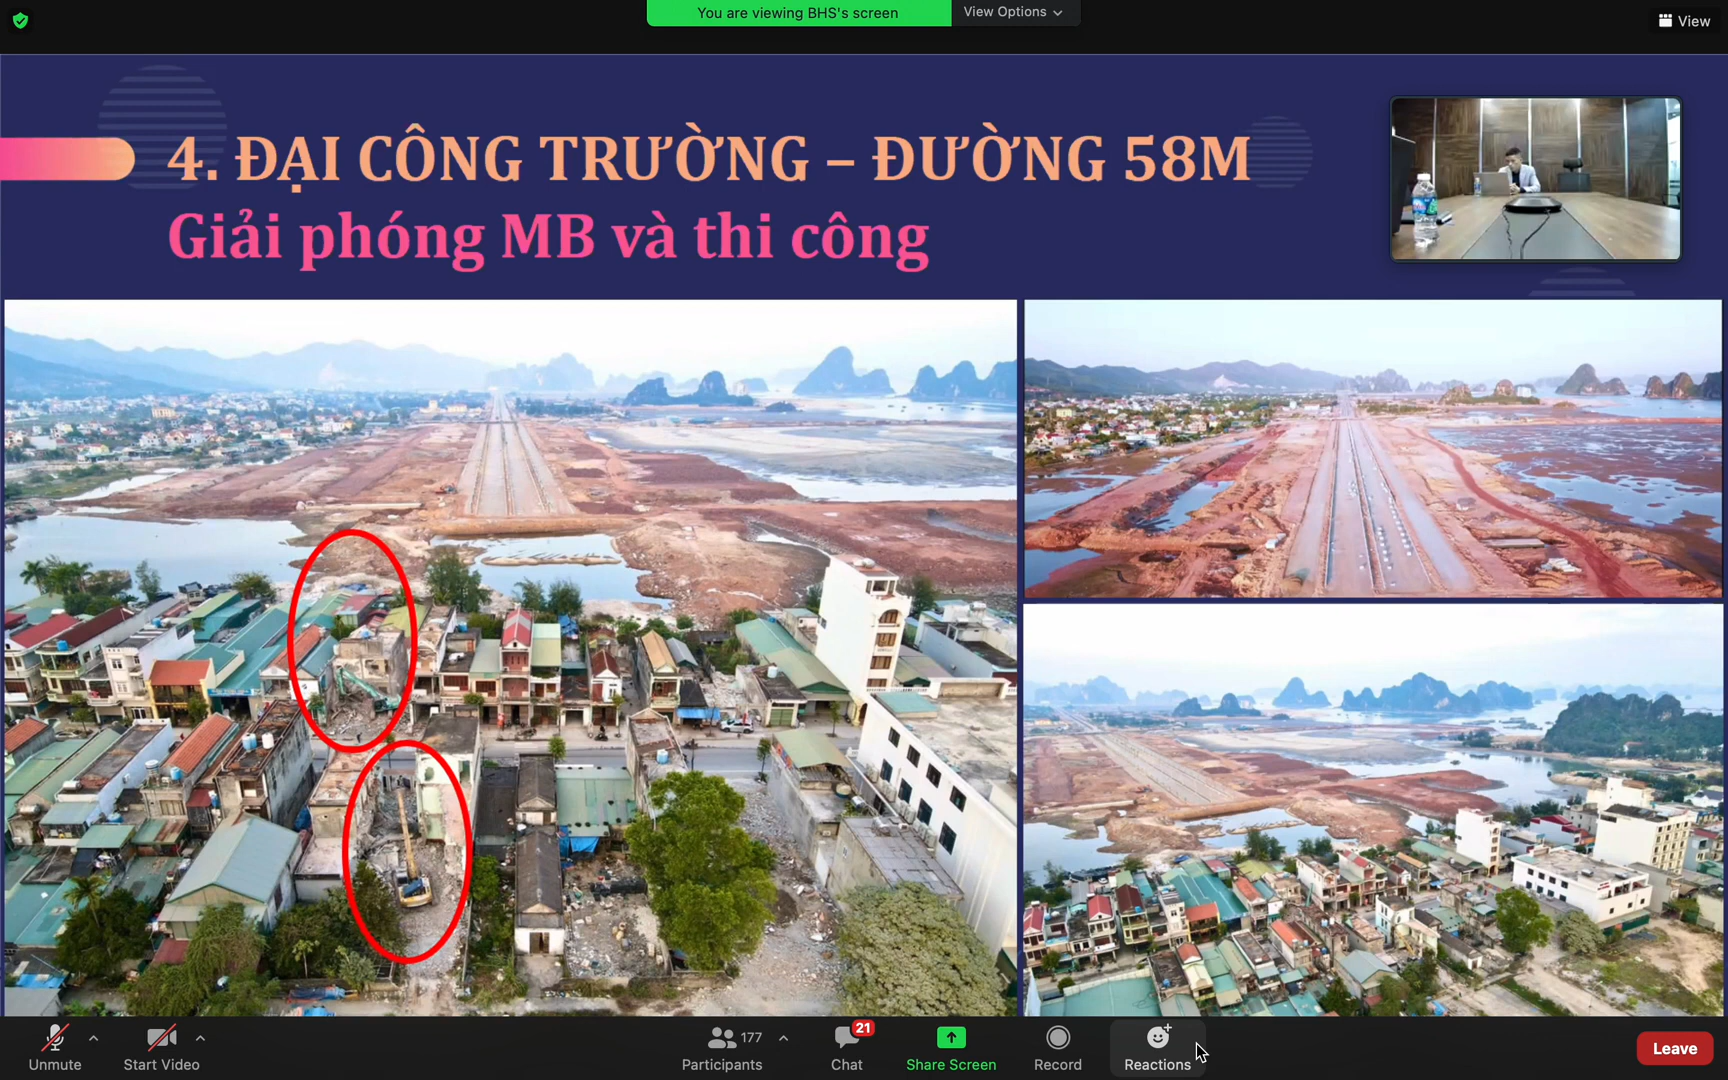 You are viewing BHS's screen
View Options
View
4. ĐẠI CÔNG TRƯỜNG – ĐƯỜNG 58M
Giải phóng MB và thi công
Unmute
Start Video
177
Participants
21
Chat
Share Screen
Record
Reactions
Leave